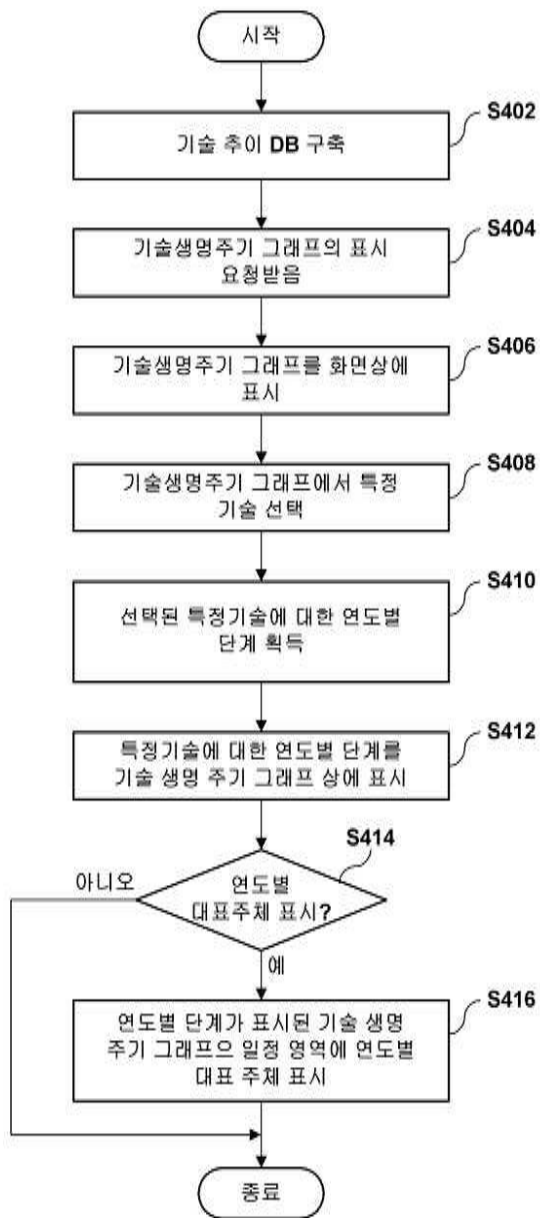 시작
S402
기술 추이 DB 구축
S404
기술생명주기 그래프의 표시
요청받음
S406
기술생명주기 그래프를 화면상에
표시
S408
기술생명주기 그래프에서 특정
기술 선택
S410
선택된 특정기술에 대한 연도별
단계 획득
S412
특정기술에 대한 연도별 단계를
기술 생명 주기 그래프 상에 표시
S414
아니오
연도별
대표주체 표시?
예
S416
연도별 단계가 표시된 기술 생명
주기 그래프으 일정 영역에 연도별
대표 주체 표시
종료